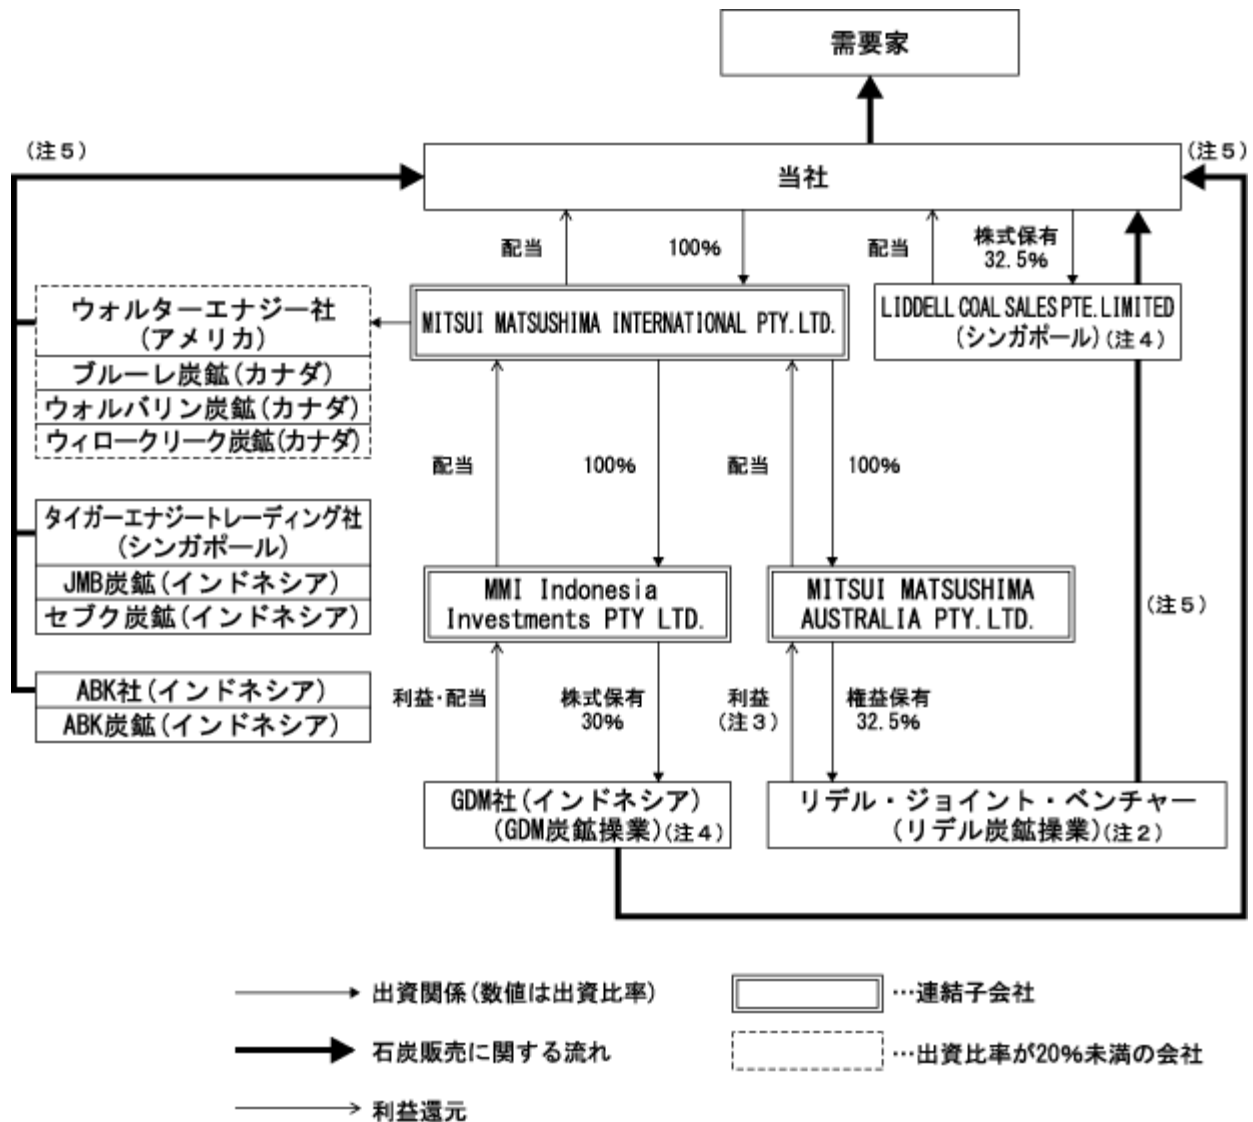 需要家
(注5)
当社
(注5)
配当
100%
配当
株式保有
32.5%
ウォルターエナジー社
(アメリカ)
ブルーレ炭鉱(カナダ)
ウォルバリン炭鉱(カナダ)
ウィロークリーク炭鉱(カナダ)
MITSUI MATSUSHIMA INTERNATIONAL PTY.LTD.
LIDDELL COAL SALES PTE.LIMITED
(シンガポール)(注4)
配当
100%
配当
100%
タイガーエナジートレーディング社
(シンガポール)
JMB炭鉱(インドネシア)
セブク炭鉱(インドネシア)
MMI Indonesia
Investments PTY LTD.
MITSUI MATSUSHIMA
AUSTRALIA PTY.LTD.
(注5)
ABK社(インドネシア)
ABK炭鉱(インドネシア)
利益・配当
株式保有
30%
利益
(注3)
権益保有
32.5%
GDM社(インドネシア)
(GDM炭鉱操業)(注4)
リデル・ジョイント・ベンチャー
(リデル炭鉱操業)(注2)
出資関係(数値は出資比率)
…連結子会社
石炭販売に関する流れ
…出資比率が20%未満の会社
利益還元